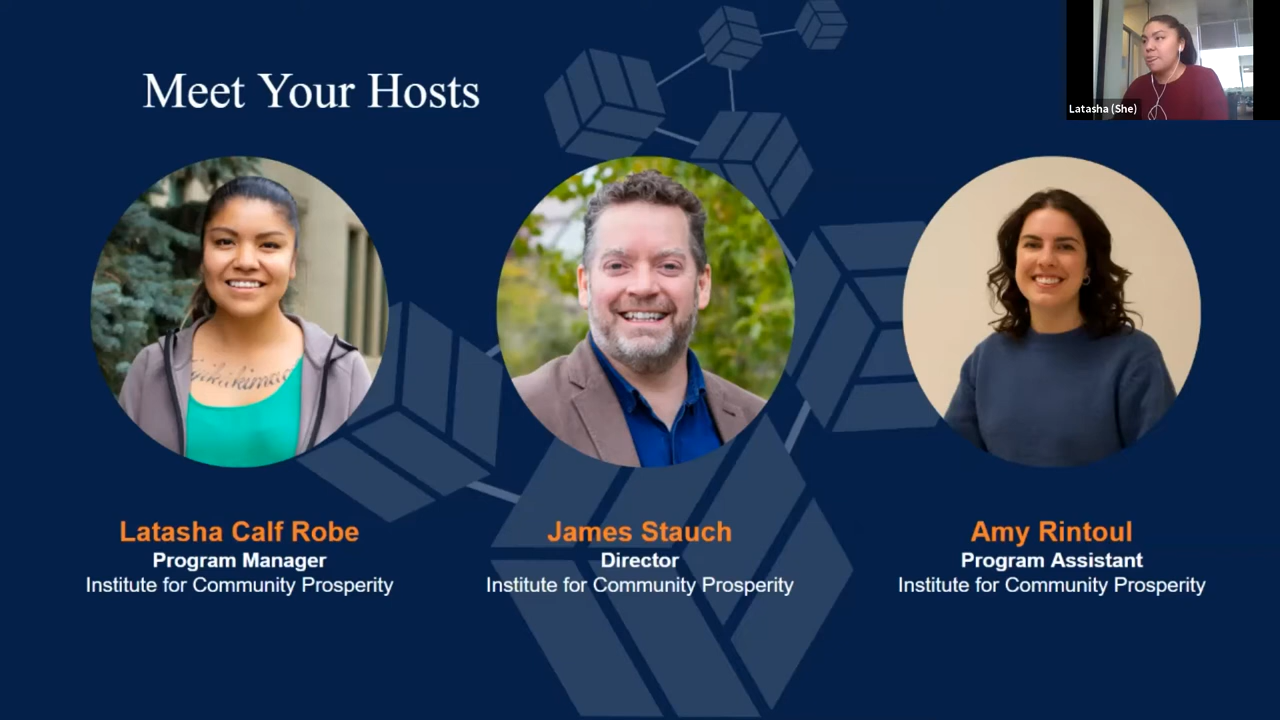 Meet Your Hosts
Latasha (She)
Latasha Calf Robe
Program Manager
Institute for Community Prosperity
James Stauch
Director
Institute for Community Prosperity
Amy Rintoul
Program Assistant
Institute for Community Prosperity